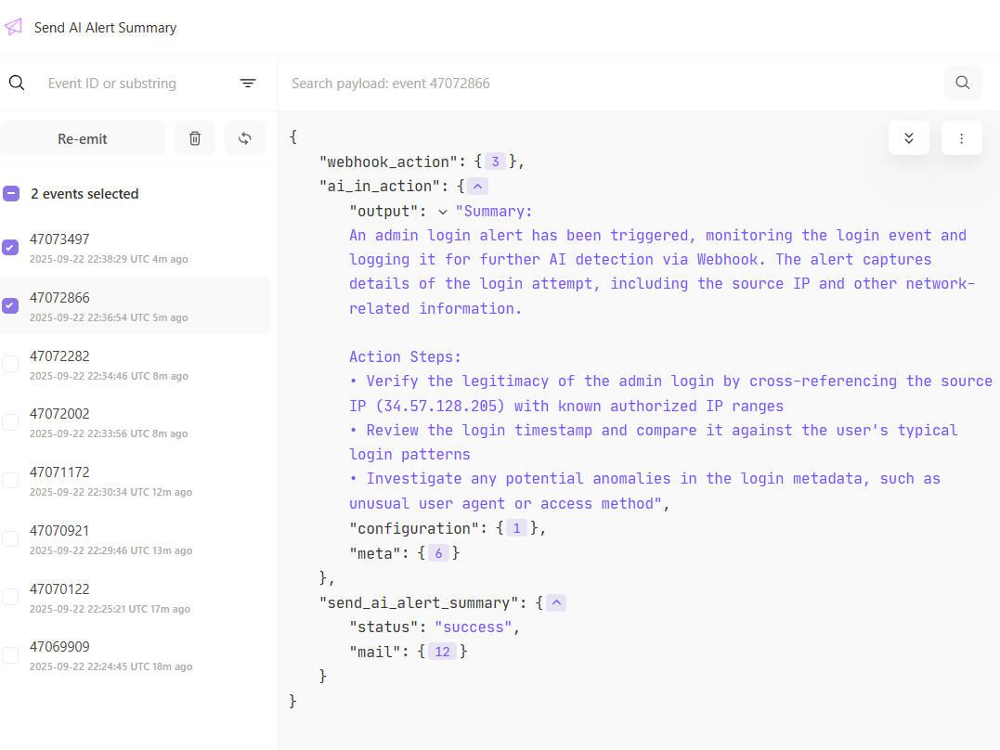 Send AI Alert Summary
Event ID or substring
Search payload: event 47072866
Re-emit
2 events selected
47073497
2025-09-22 22:38:29 UTC 4m ago
47072866
2025-09-22 22:36:54 UTC 5m ago
47072282
2025-09-22 22:34:46 UTC 8m ago
47072002
2025-09-22 22:33:56 UTC 8m ago
47071172
2025-09-22 22:30:34 UTC 12m ago
47070921
2025-09-22 22:29:46 UTC 13m ago
47070122
2025-09-22 22:25:21 UTC 17m ago
47069909
2025-09-22 22:24:45 UTC 18m ago
{
"webhook_action": { 3 },
"ai_in_action": {
"output": "Summary:
An admin login alert has been triggered, monitoring the login event and
logging it for further AI detection via Webhook. The alert captures
details of the login attempt, including the source IP and other network-
related information.
Action Steps:
• Verify the legitimacy of the admin login by cross-referencing the source
IP (34.57.128.205) with known authorized IP ranges
• Review the login timestamp and compare it against the user's typical
login patterns
• Investigate any potential anomalies in the login metadata, such as
unusual user agent or access method",
"configuration": { 1 },
"meta": { 6 }
},
"send_ai_alert_summary": {
"status": "success",
"mail": { 12 }
}
}